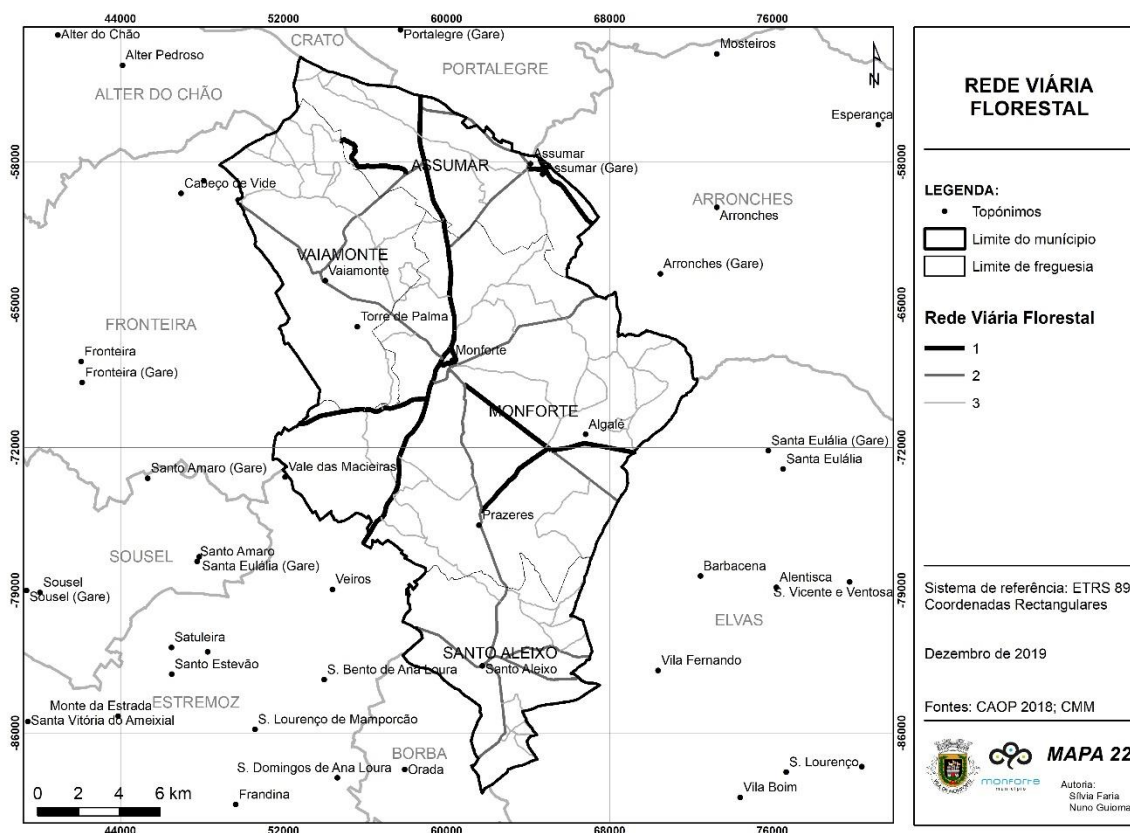 44000 52000 60000 68000 76000
Alter do Chão
CRATO
Portalegre (Gare)
Mosteiros
Alter Pedroso
PORTALEGRE
N
ALTER DO CHÃO
Esperança
-58000
-58000
Assumar
ASSUMAR
Assumar (Gare)
Cabeço de Vide
ARRONCHES
Arronches
VAIAMONTE
Vaiamonte
Arronches (Gare)
-65000
-65000
FRONTEIRA
Torre de Palma
Fronteira
Monforte
Fronteira (Gare)
MONFORTE
Algalé
-72000
-72000
Santa Eulália (Gare)
Santo Amaro (Gare)
Vale das Macieiras
Santa Eulália
Prazeres
SOUSEL
Santo Amaro
Santa Eulália (Gare)
Barbacena
-79000
-79000
Sousel
Sousel (Gare)
Veiros
Alentisca
S. Vicente e Ventosa
ELVAS
Satuleira
SANTO ALEIXO
Santo Aleixo
Santo Estevão
S. Bento de Ana Loura
Vila Fernando
Monte da Estrada
ESTREMOZ
Santa Vitória do Ameixial
S. Lourenço de Mamporcão
-86000
-86000
BORBA
S. Domingos de Ana Loura
Orada
S. Lourenço
Frandina
Vila Boim
0 2 4 6 km
44000 52000 60000 68000 76000
REDE VIÁRIA
FLORESTAL
LEGENDA:
Topónimos
Limite do munícipio
Limite de freguesia
Rede Viária Florestal
1
2
3
Sistema de referência: ETRS 89
Coordenadas Rectangulares
Dezembro de 2019
Fontes: CAOP 2018; CMM
monforte
município
MAPA 22
Autoria:
Sílvia Faria
Nuno Guiomar